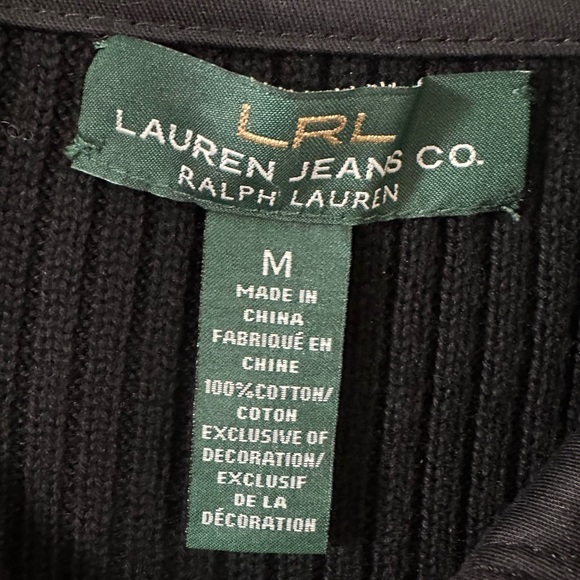 LRL
LAUREN JEANS CO.
RALPH LAUREN
M
MADE IN
CHINA
FABRIQUÉ EN
CHINE
100%COTTON/
COTON
EXCLUSIVE OF
DECORATION/
EXCLUSIF
DE LA
DÉCORATION